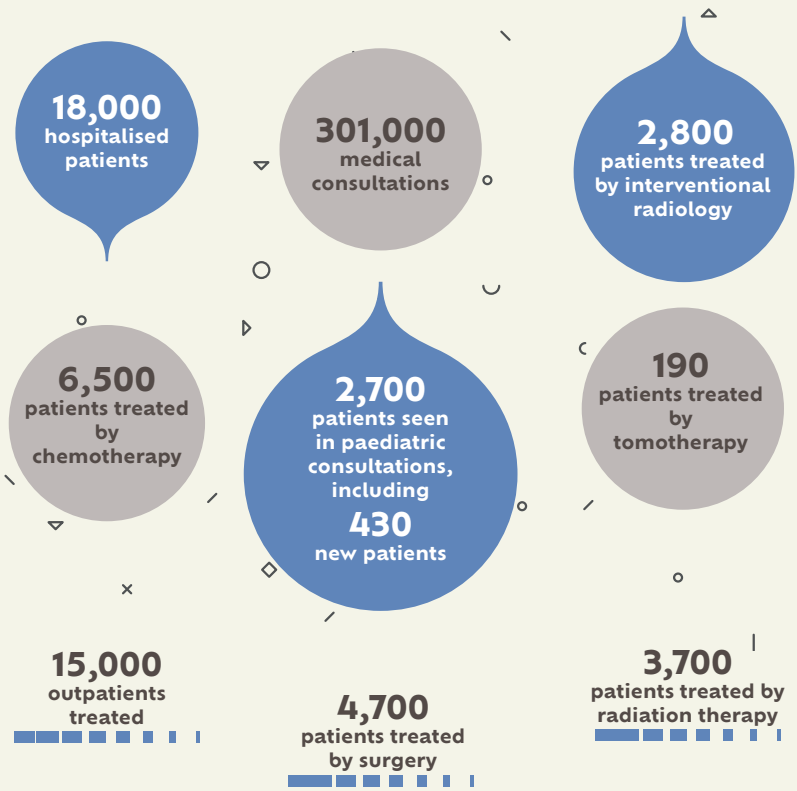 18,000
hospitalised
patients
301,000
medical
consultations
2,800
patients treated
by interventional
radiology
6,500
patients treated
by
chemotherapy
2,700
patients seen
in paediatric
consultations,
including
430
new patients
190
patients treated
by
tomotherapy
15,000
outpatients
treated
4,700
patients treated
by surgery
3,700
patients treated by
radiation therapy